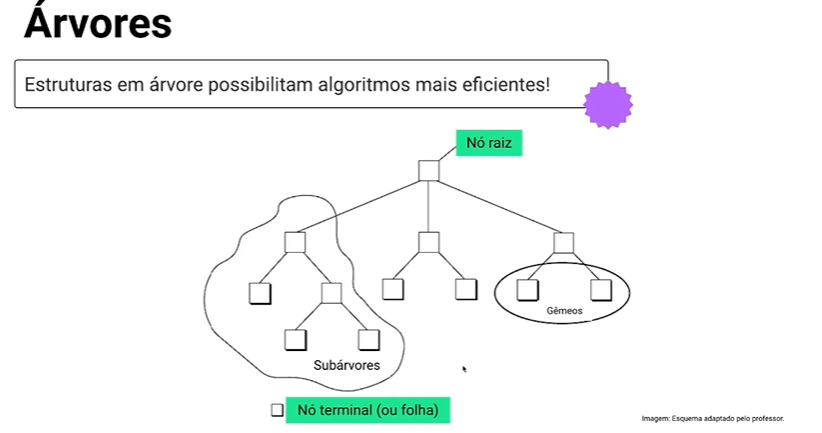 Árvores
Estruturas em árvore possibilitam algoritmos mais eficientes!
Nó raiz
Gêmeos
Subárvores
Nó terminal (ou folha)
Imagem: Esquema adaptado pelo professor.